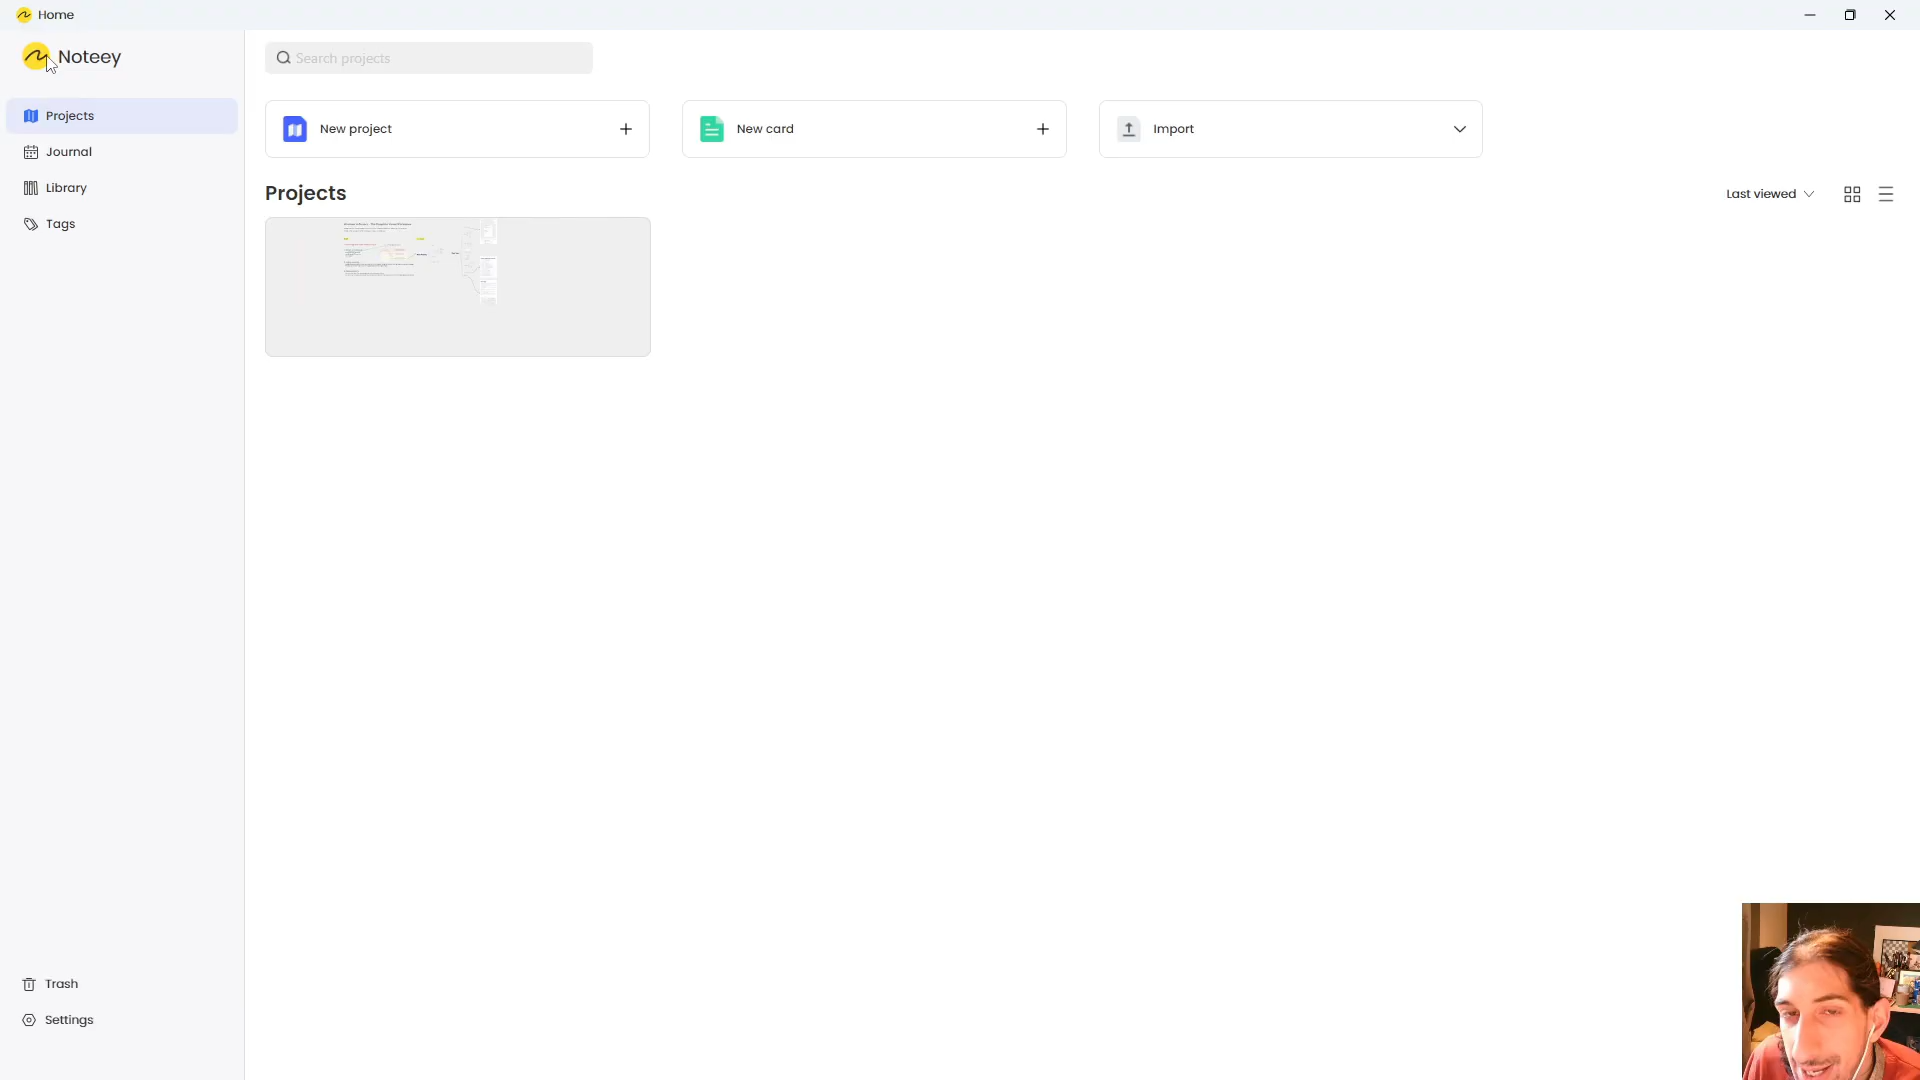 Home
Noteey
Search projects
Projects
Journal
Library
Tags
New project
New card
Import
Projects
Last viewed
Trash
Settings